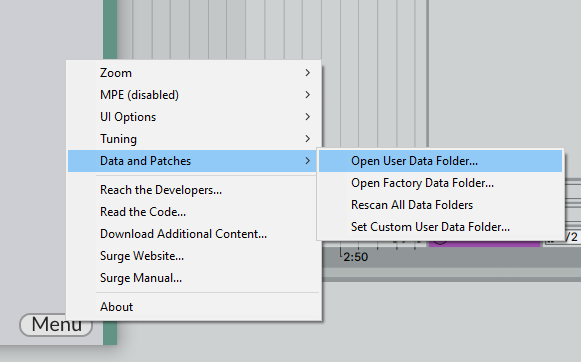 Zoom
MPE (disabled)
UI Options
Tuning
Data and Patches
Reach the Developers...
Read the Code...
Download Additional Content...
Surge Website...
Surge Manual...
About
Open User Data Folder...
Open Factory Data Folder...
Rescan All Data Folders
Set Custom User Data Folder...
/2
2:50
Menu